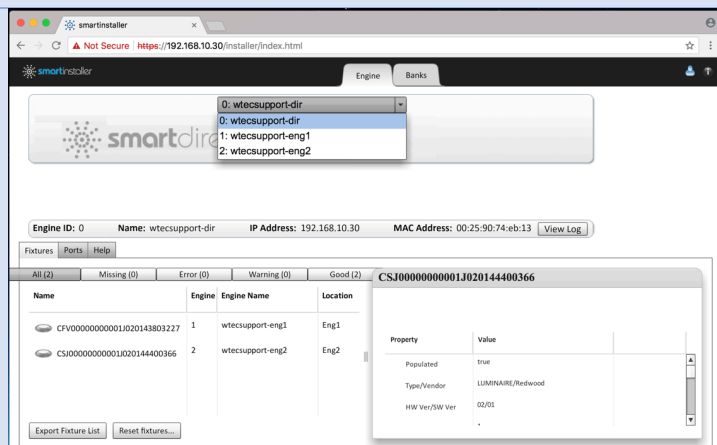 smartinstaller
Not Secure https://192.168.10.30/installer/index.html
smartinstaller
Engine Banks
0: wtecsupport-dir
0: wtecsupport-dir
1: wtecsupport-eng1
2: wtecsupport-eng2
smartdire
Engine ID: 0 Name: wtecsupport-dir IP Address: 192.168.10.30 MAC Address: 00:25:90:74:eb:13 View Log
Fixtures Ports Help
All (2) Missing (0) Error (0) Warning (0) Good (2)
CSJ00000000001J020144400366
Name Engine Engine Name Location
CFV00000000001J020143803227 1 wtecsupport-eng1 Eng1
CSJ00000000001J020144400366 2 wtecsupport-eng2 Eng2
Property Value
Populated true
Type/Vendor LUMINAIRE/Redwood
HW Ver/SW Ver 02/01
Export Fixture List Reset fixtures...